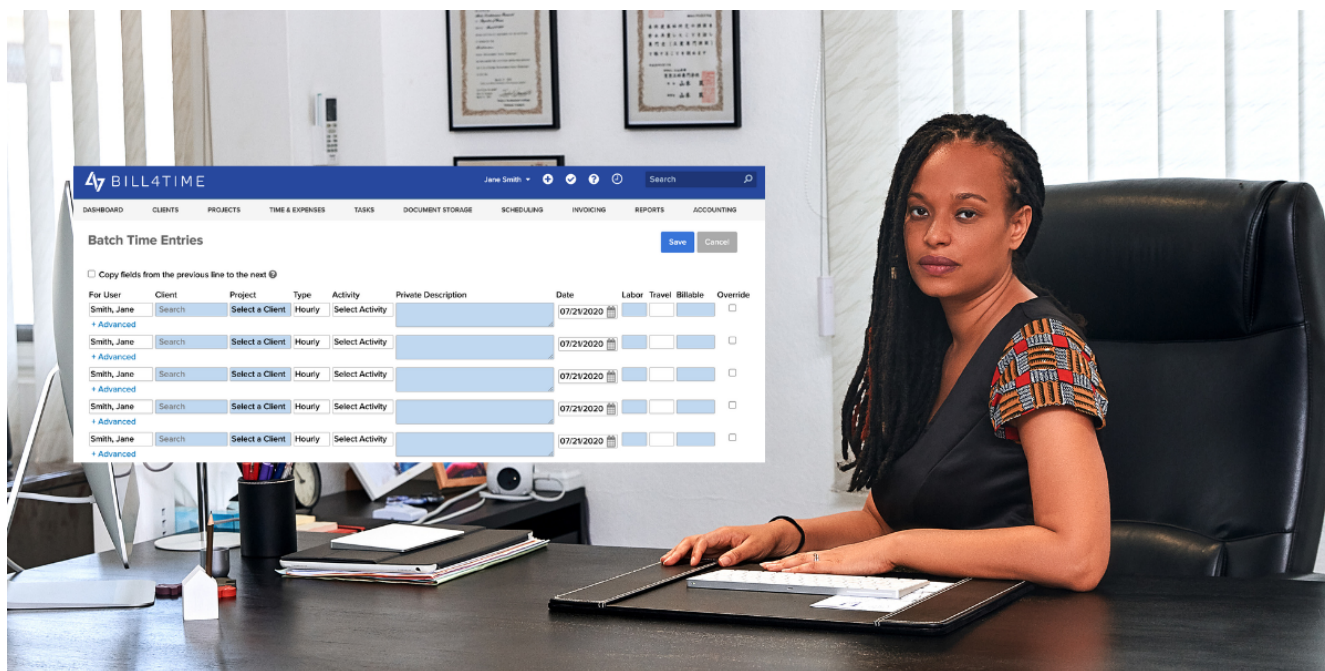 BILL4TIME Jane Smith Search
DASHBOARD CLIENTS PROJECTS TIME & EXPENSES TASKS DOCUMENT STORAGE SCHEDULING INVOICING REPORTS ACCOUNTING
Batch Time Entries Save Cancel
Copy fields from the previous line to the next
For User Client Project Type Activity Private Description Date Labor Travel Billable Override
Smith, Jane Search Select a Client Hourly Select Activity 07/21/2020
+ Advanced
Smith, Jane Search Select a Client Hourly Select Activity 07/21/2020
+ Advanced
Smith, Jane Search Select a Client Hourly Select Activity 07/21/2020
+ Advanced
Smith, Jane Search Select a Client Hourly Select Activity 07/21/2020
+ Advanced
Smith, Jane Search Select a Client Hourly Select Activity 07/21/2020
+ Advanced